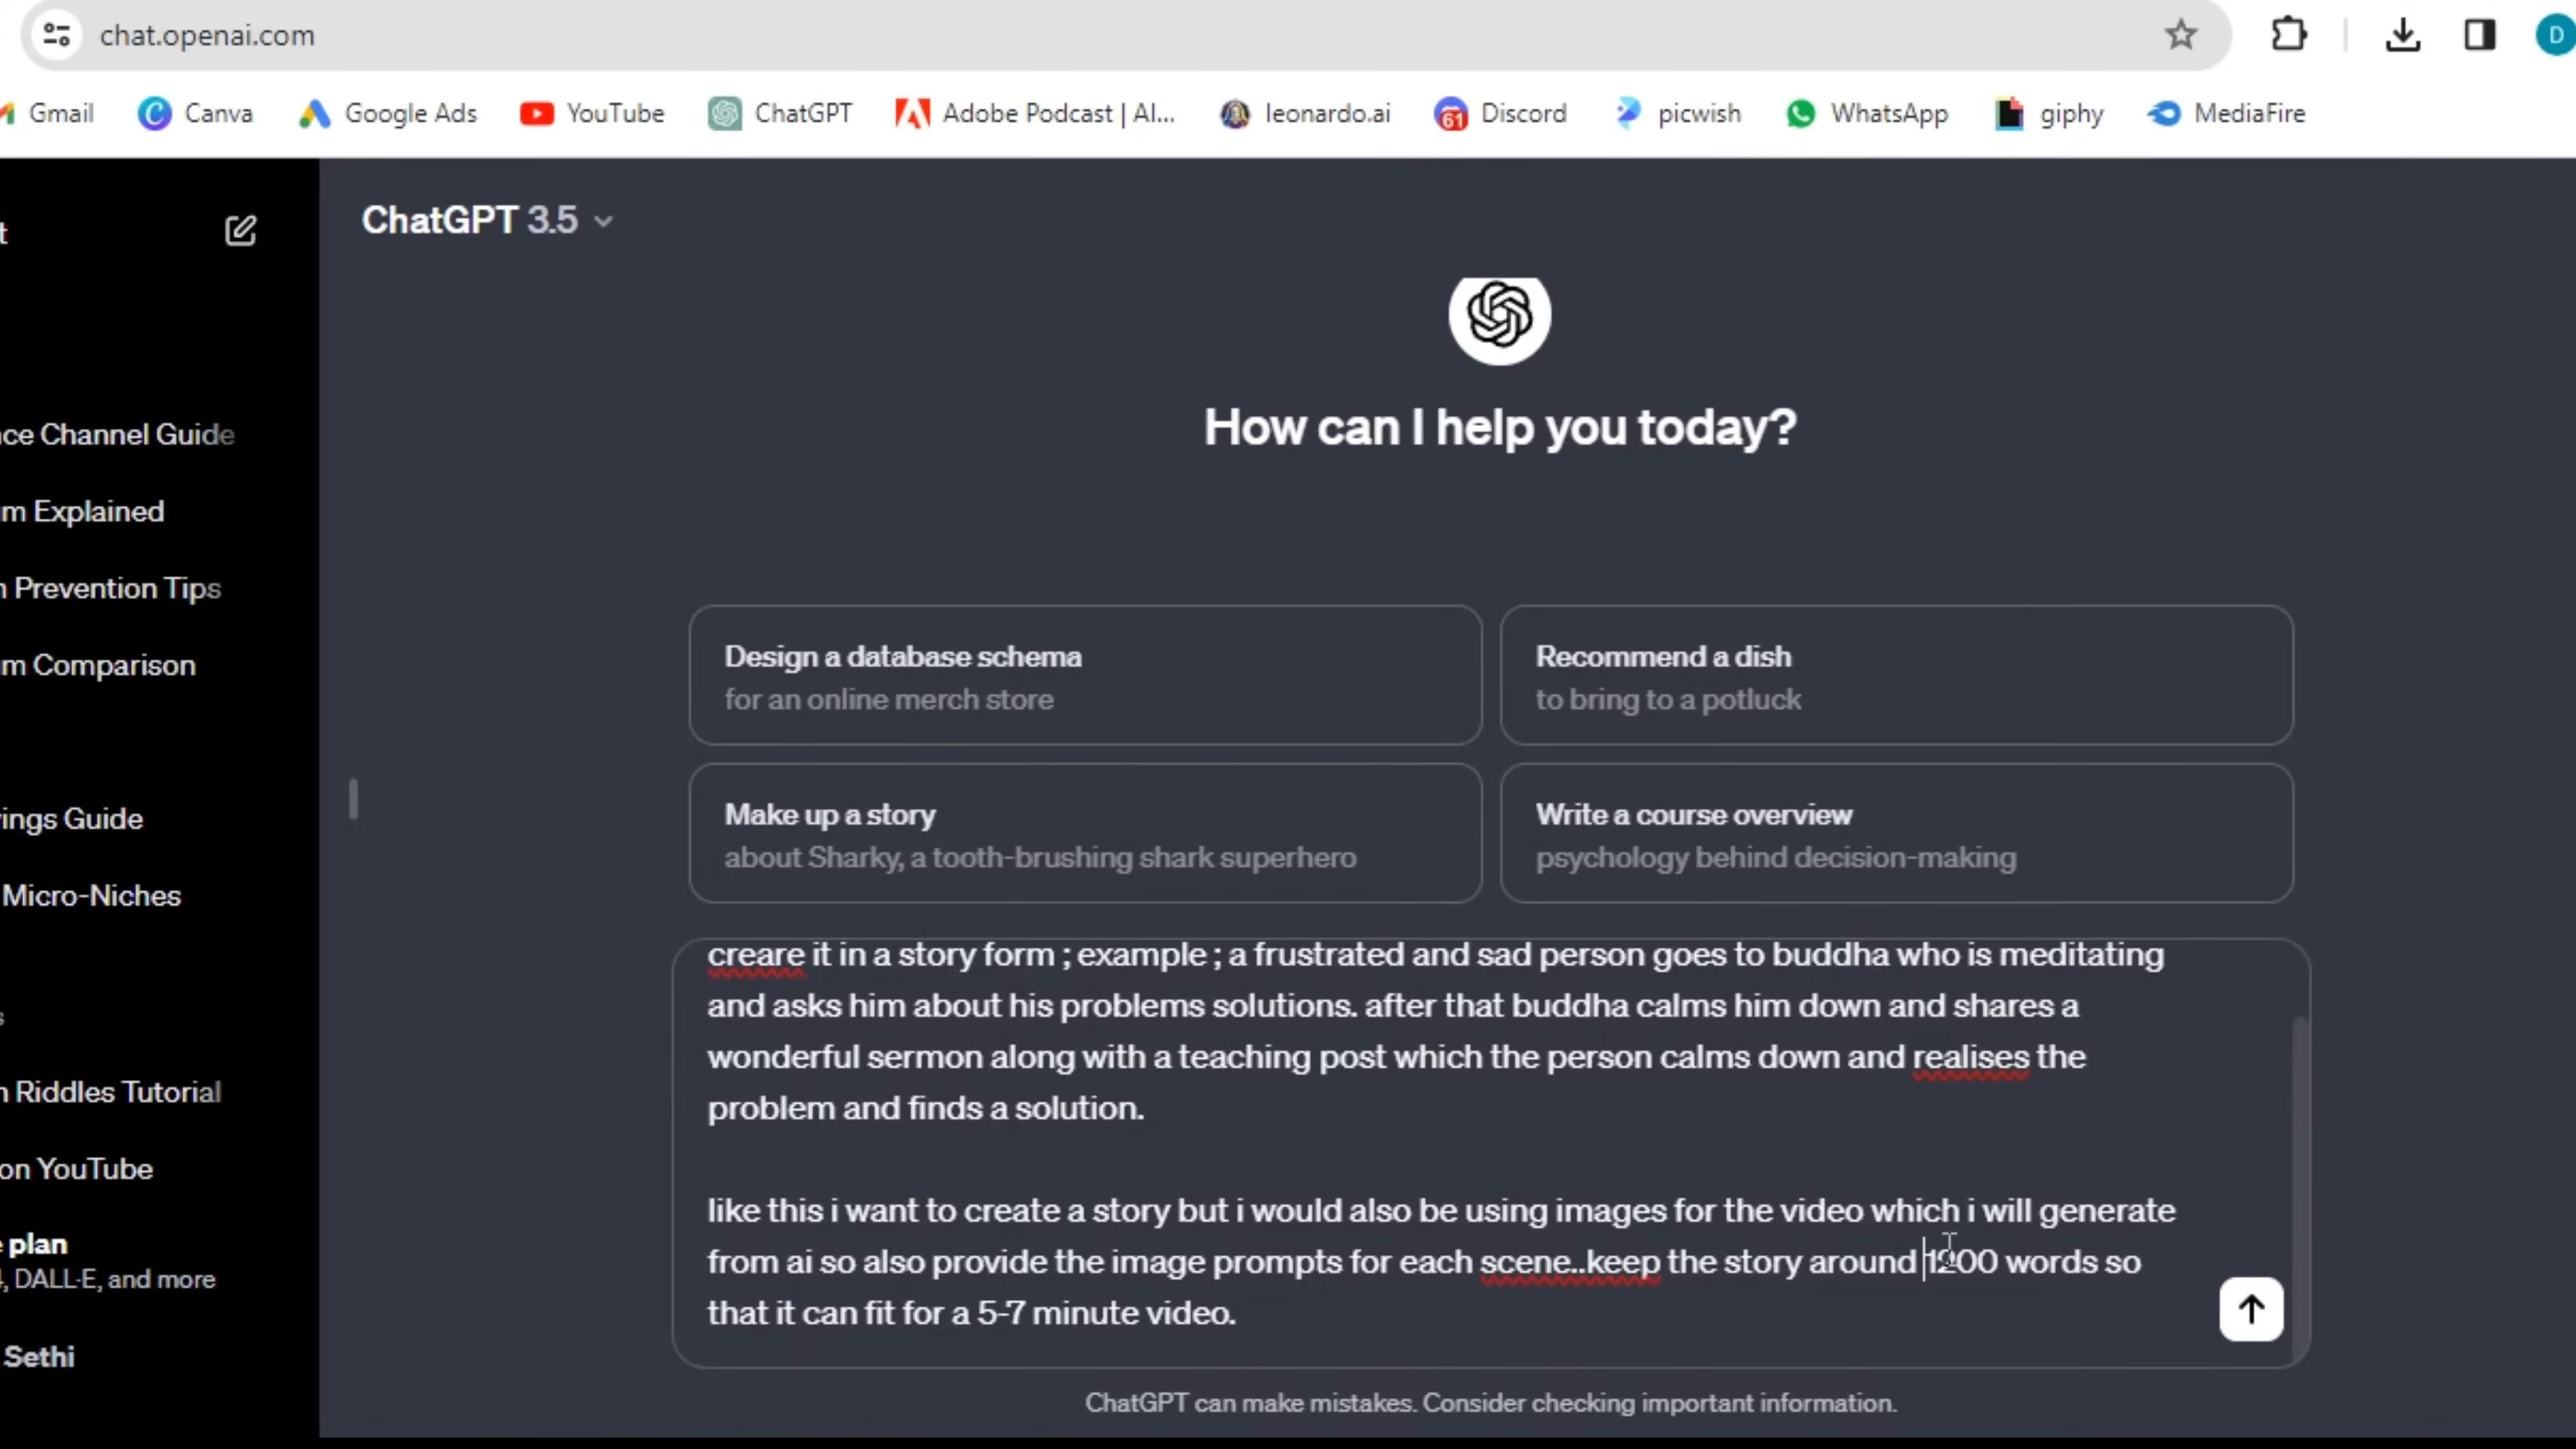 chat.openai.com
D
Gmail
Canva
Google Ads
YouTube
ChatGPT
Adobe Podcast | AI...
leonardo.ai
61
Discord
picwish
WhatsApp
giphy
MediaFire
t
ChatGPT 3.5
How can I help you today?
ce Channel Guide
m Explained
Prevention Tips
m Comparison
ings Guide
Micro-Niches
s
Riddles Tutorial
on YouTube
plan
, DALL·E, and more
Sethi
Design a database schema
for an online merch store
Recommend a dish
to bring to a potluck
Make up a story
about Sharky, a tooth-brushing shark superhero
Write a course overview
psychology behind decision-making
creare it in a story form ; example ; a frustrated and sad person goes to buddha who is meditating
and asks him about his problems solutions. after that buddha calms him down and shares a
wonderful sermon along with a teaching post which the person calms down and realises the
problem and finds a solution.
like this i want to create a story but i would also be using images for the video which i will generate
from ai so also provide the image prompts for each scene..keep the story around 1200 words so
that it can fit for a 5-7 minute video.
ChatGPT can make mistakes. Consider checking important information.